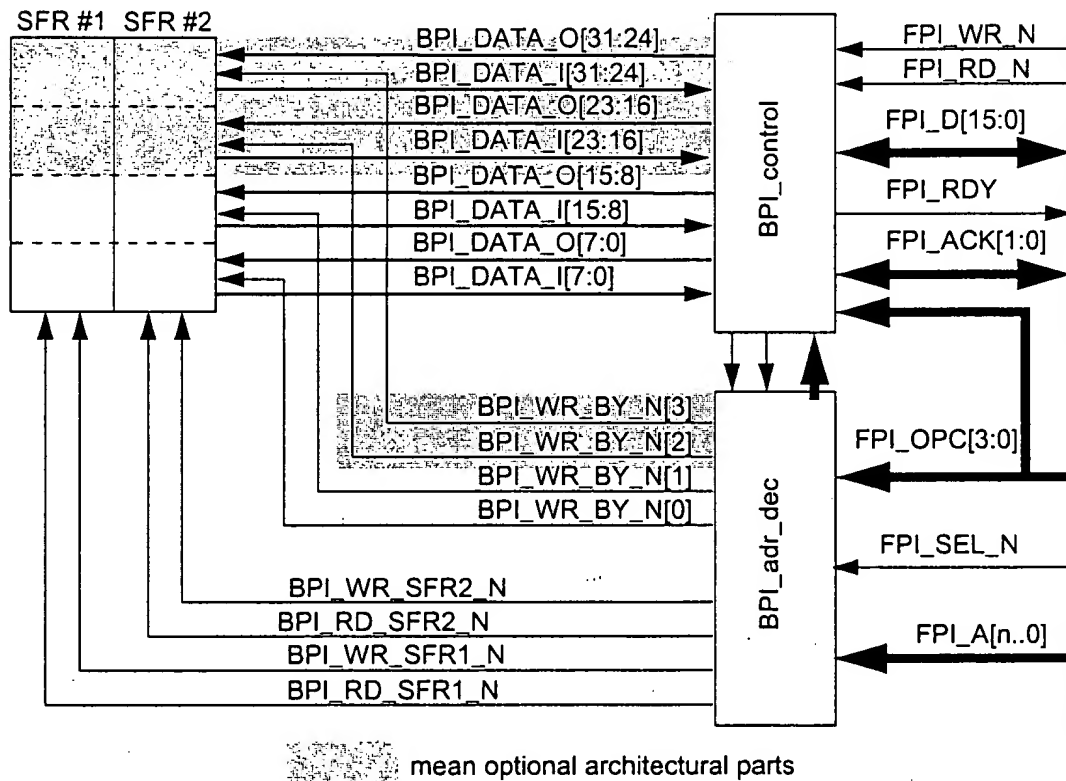 SFR #1 SFR #2
BPI_DATA_O[31:24]
BPI_DATA_I[31:24]
BPI_DATA_O[23:16]
BPI_DATA_I[23:16]
BPI_DATA_O[15:8]
BPI_DATA_I[15:8]
BPI_DATA_O[7:0]
BPI_DATA_I[7:0]
BPI_control
FPI_WR_N
FPI_RD_N
FPI_D[15:0]
FPI_RDY
FPI_ACK[1:0]
BPI_WR_BY_N[3]
BPI_WR_BY_N[2]
BPI_WR_BY_N[1]
BPI_WR_BY_N[0]
BPI_WR_SFR2_N
BPI_RD_SFR2_N
BPI_WR_SFR1_N
BPI_RD_SFR1_N
BPI_adr_dec
FPI_OPC[3:0]
FPI_SEL_N
FPI_A[n..0]
mean optional architectural parts